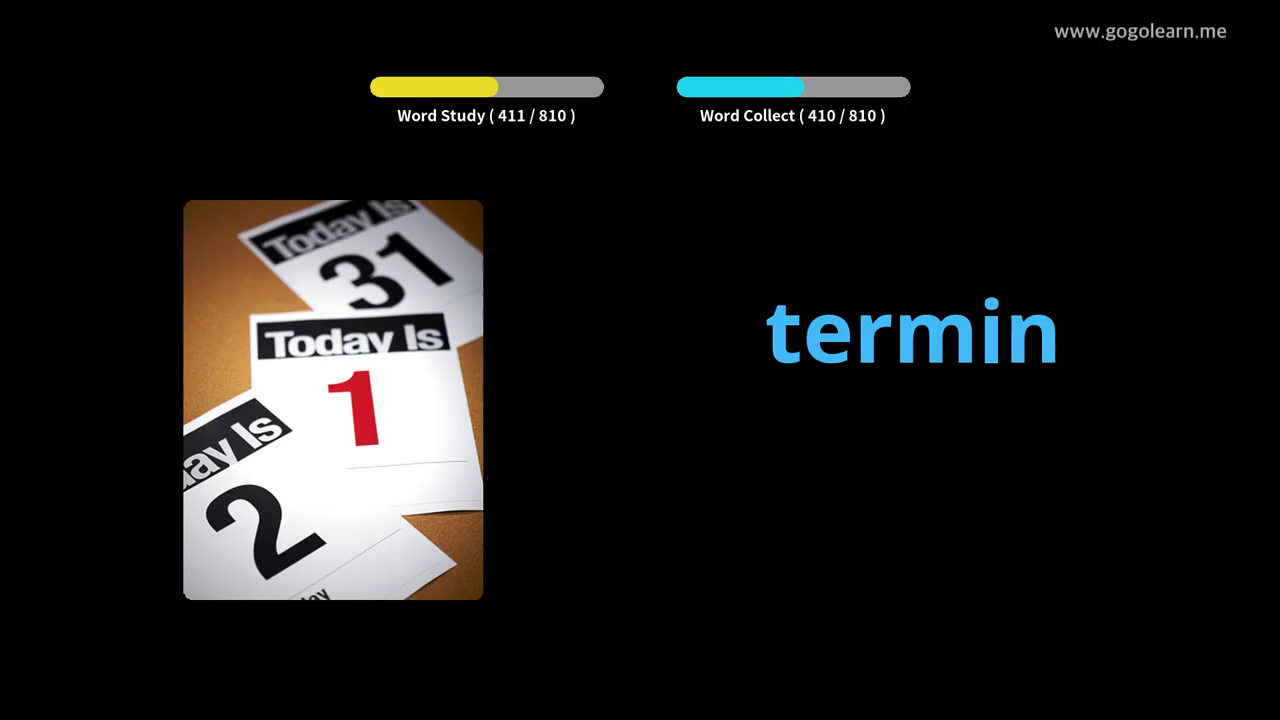 www.gogolearn.me
Word Study ( 411 / 810 )
Word Collect ( 410 / 810 )
Today Is
31
Today Is
1
termin
ay Is
2